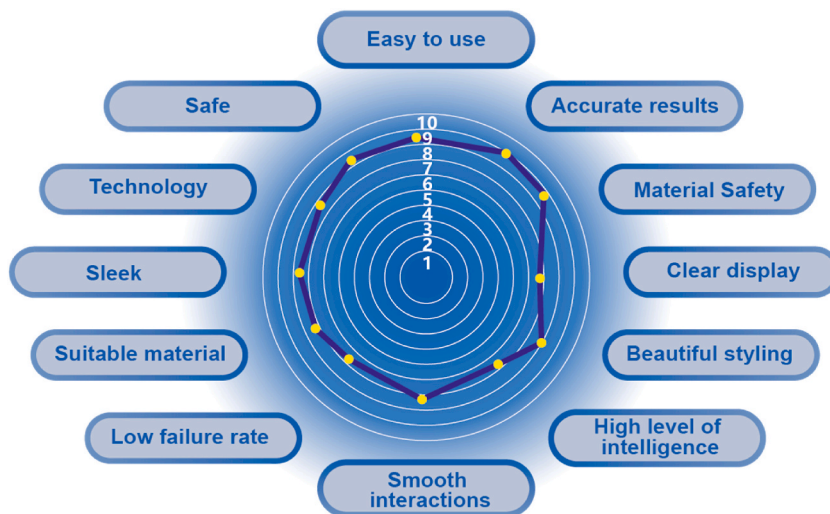 Easy to use
Safe
Accurate results
10
9
8
7
6
5
4
3
2
1
Technology
Material Safety
Sleek
Clear display
Suitable material
Beautiful styling
Low failure rate
High level of
intelligence
Smooth
interactions